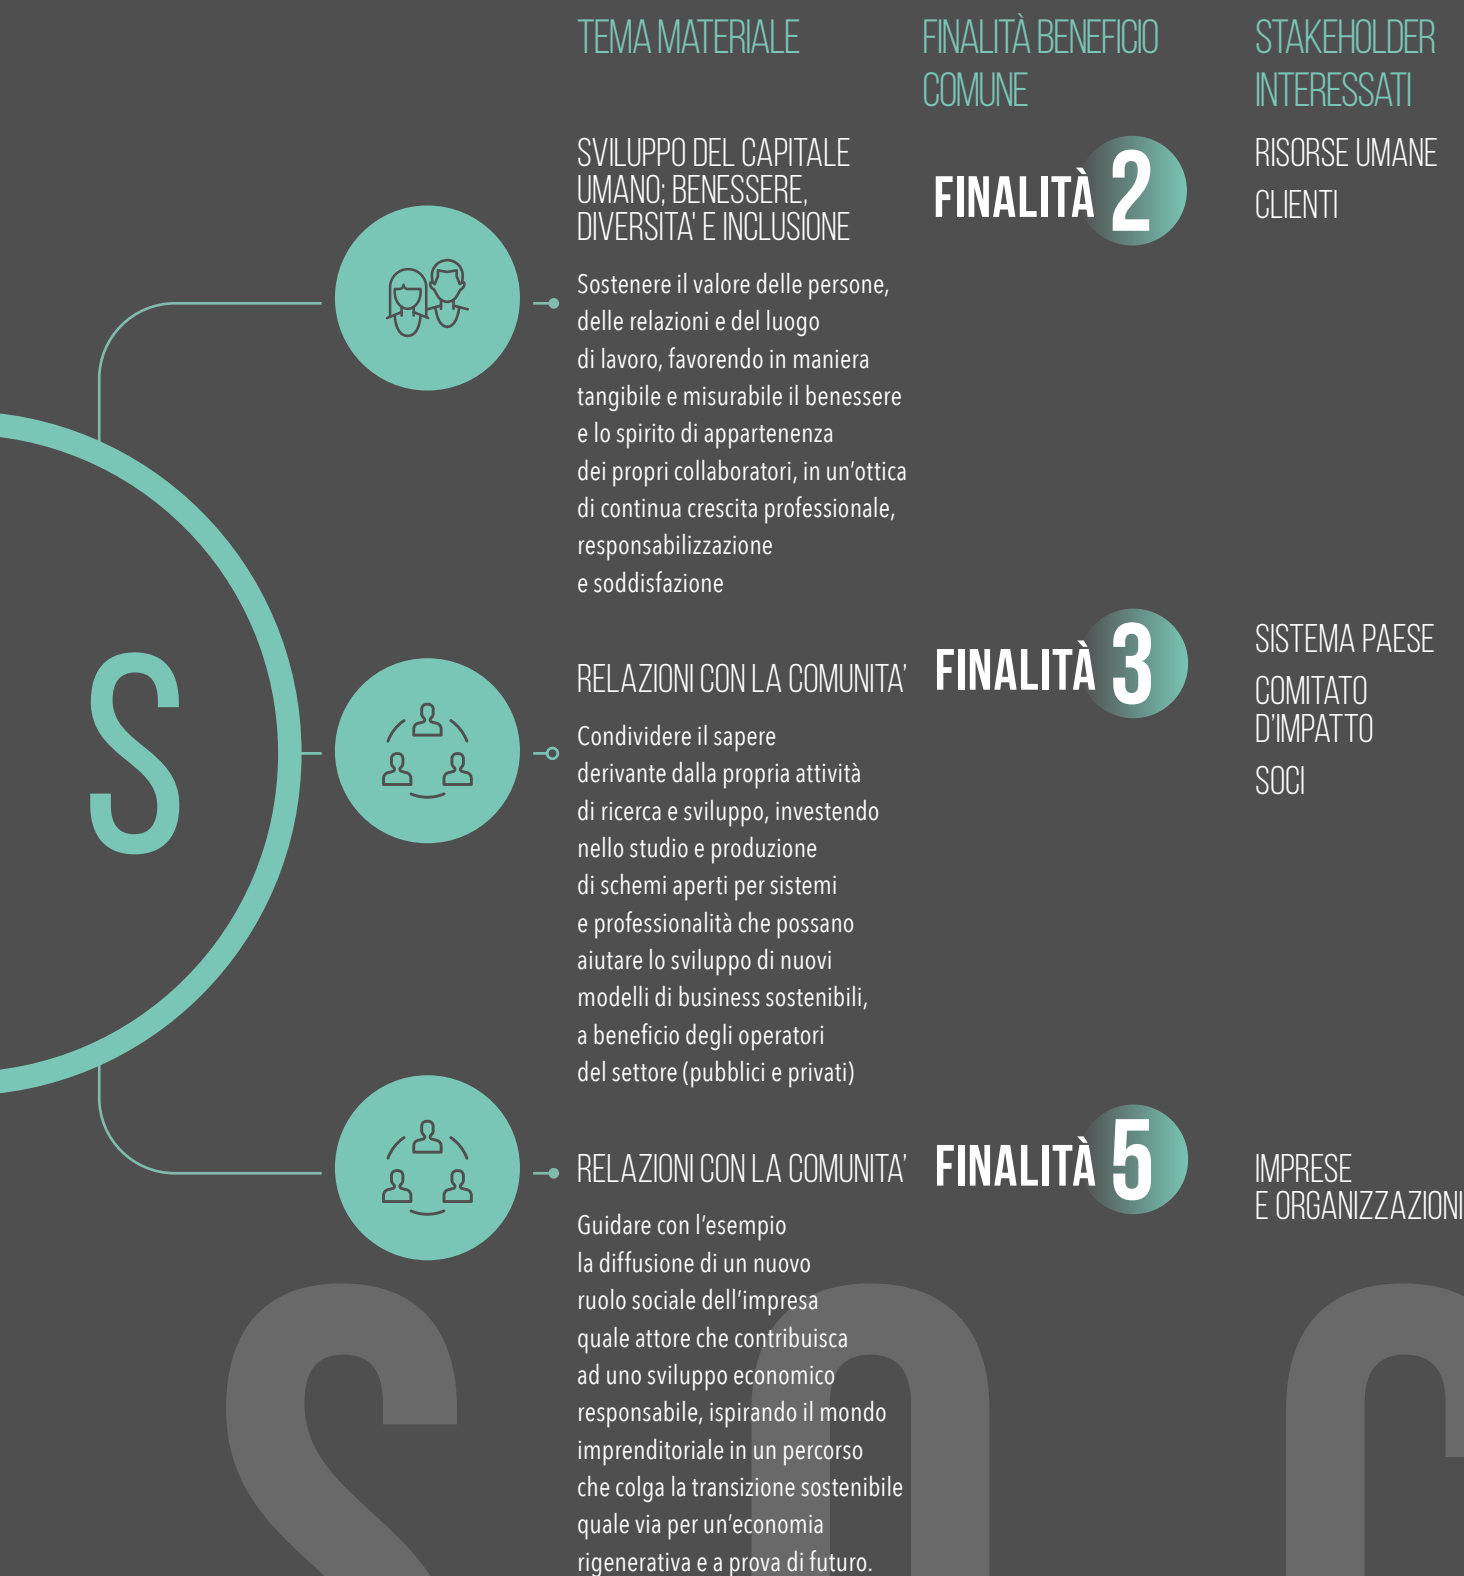 TEMA MATERIALE
FINALITÀ BENEFICIO
COMUNE
STAKEHOLDER
INTERESSATI
SVILUPPO DEL CAPITALE
UMANO; BENESSERE,
DIVERSITA' E INCLUSIONE
Sostenere il valore delle persone,
delle relazioni e del luogo
di lavoro, favorendo in maniera
tangibile e misurabile il benessere
e lo spirito di appartenenza
dei propri collaboratori, in un’ottica
di continua crescita professionale,
responsabilizzazione
e soddisfazione
FINALITÀ 2
RISORSE UMANE
CLIENTI
S
RELAZIONI CON LA COMUNITA’
Condividere il sapere
derivante dalla propria attività
di ricerca e sviluppo, investendo
nello studio e produzione
di schemi aperti per sistemi
e professionalità che possano
aiutare lo sviluppo di nuovi
modelli di business sostenibili,
a beneficio degli operatori
del settore (pubblici e privati)
FINALITÀ 3
SISTEMA PAESE
COMITATO
D’IMPATTO
SOCI
RELAZIONI CON LA COMUNITA’
Guidare con l’esempio
la diffusione di un nuovo
ruolo sociale dell’impresa
quale attore che contribuisca
ad uno sviluppo economico
responsabile, ispirando il mondo
imprenditoriale in un percorso
che colga la transizione sostenibile
quale via per un’economia
rigenerativa e a prova di futuro.
FINALITÀ 5
IMPRESE
E ORGANIZZAZIONI